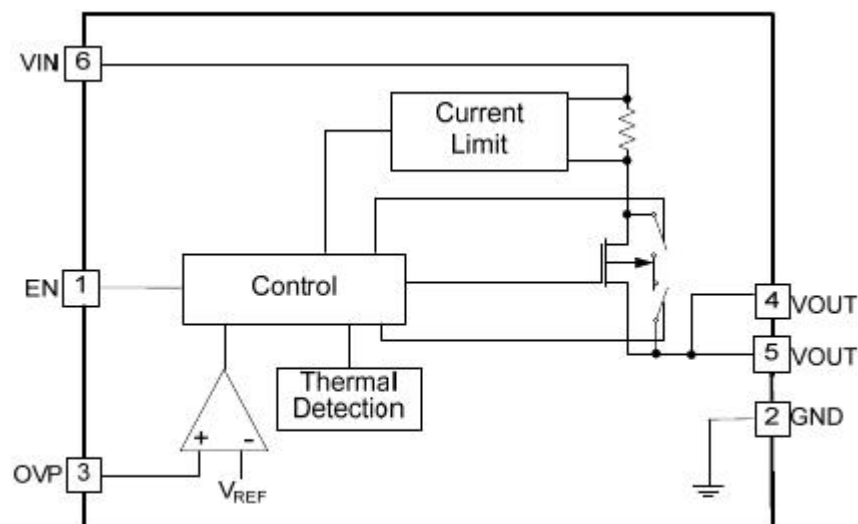 VIN 6
Current
Limit
EN 1
Control
4 VOUT
5 VOUT
Thermal
Detection
2 GND
+ -
OVP 3
VREF